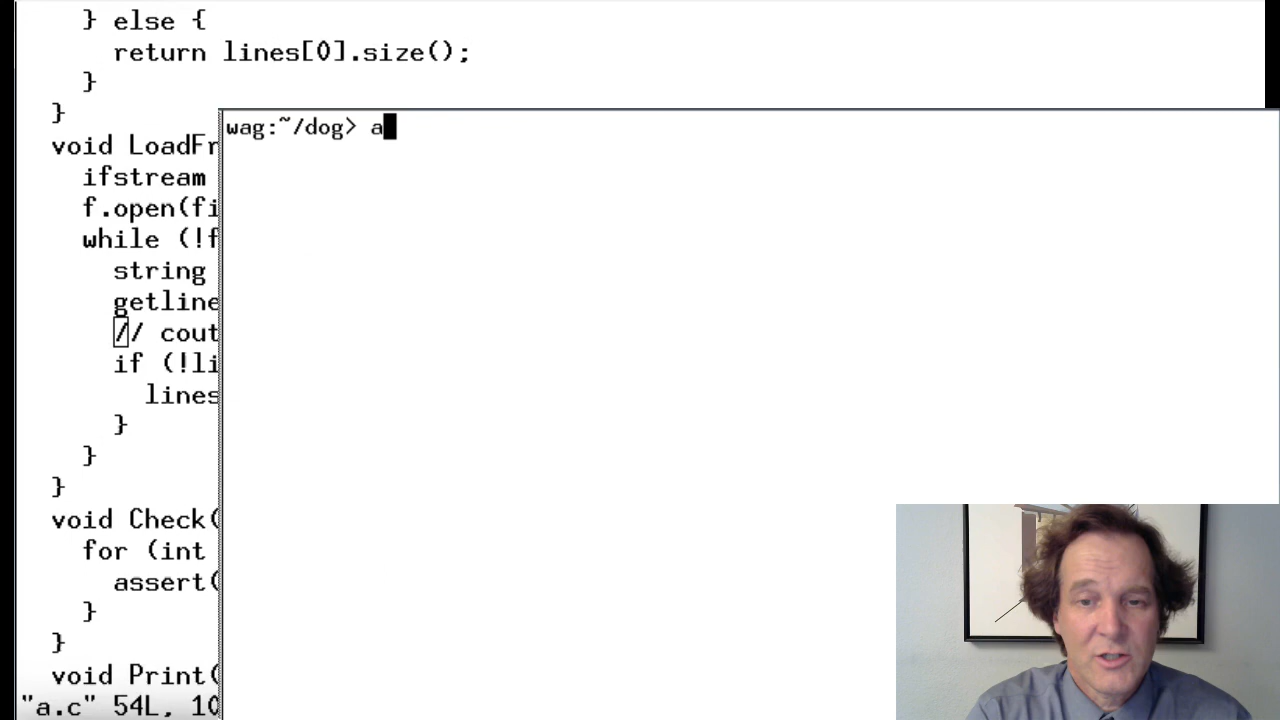 } else {
return lines[0].size();
}
}
wag:~/dog> a
void LoadFr
ifstream
f.open(fi
while (!f
string
getline
// cout
if (!li
lines
}
}
}
void Check(
for (int
assert(
}
}
void Print(
"a.c" 54L, 10